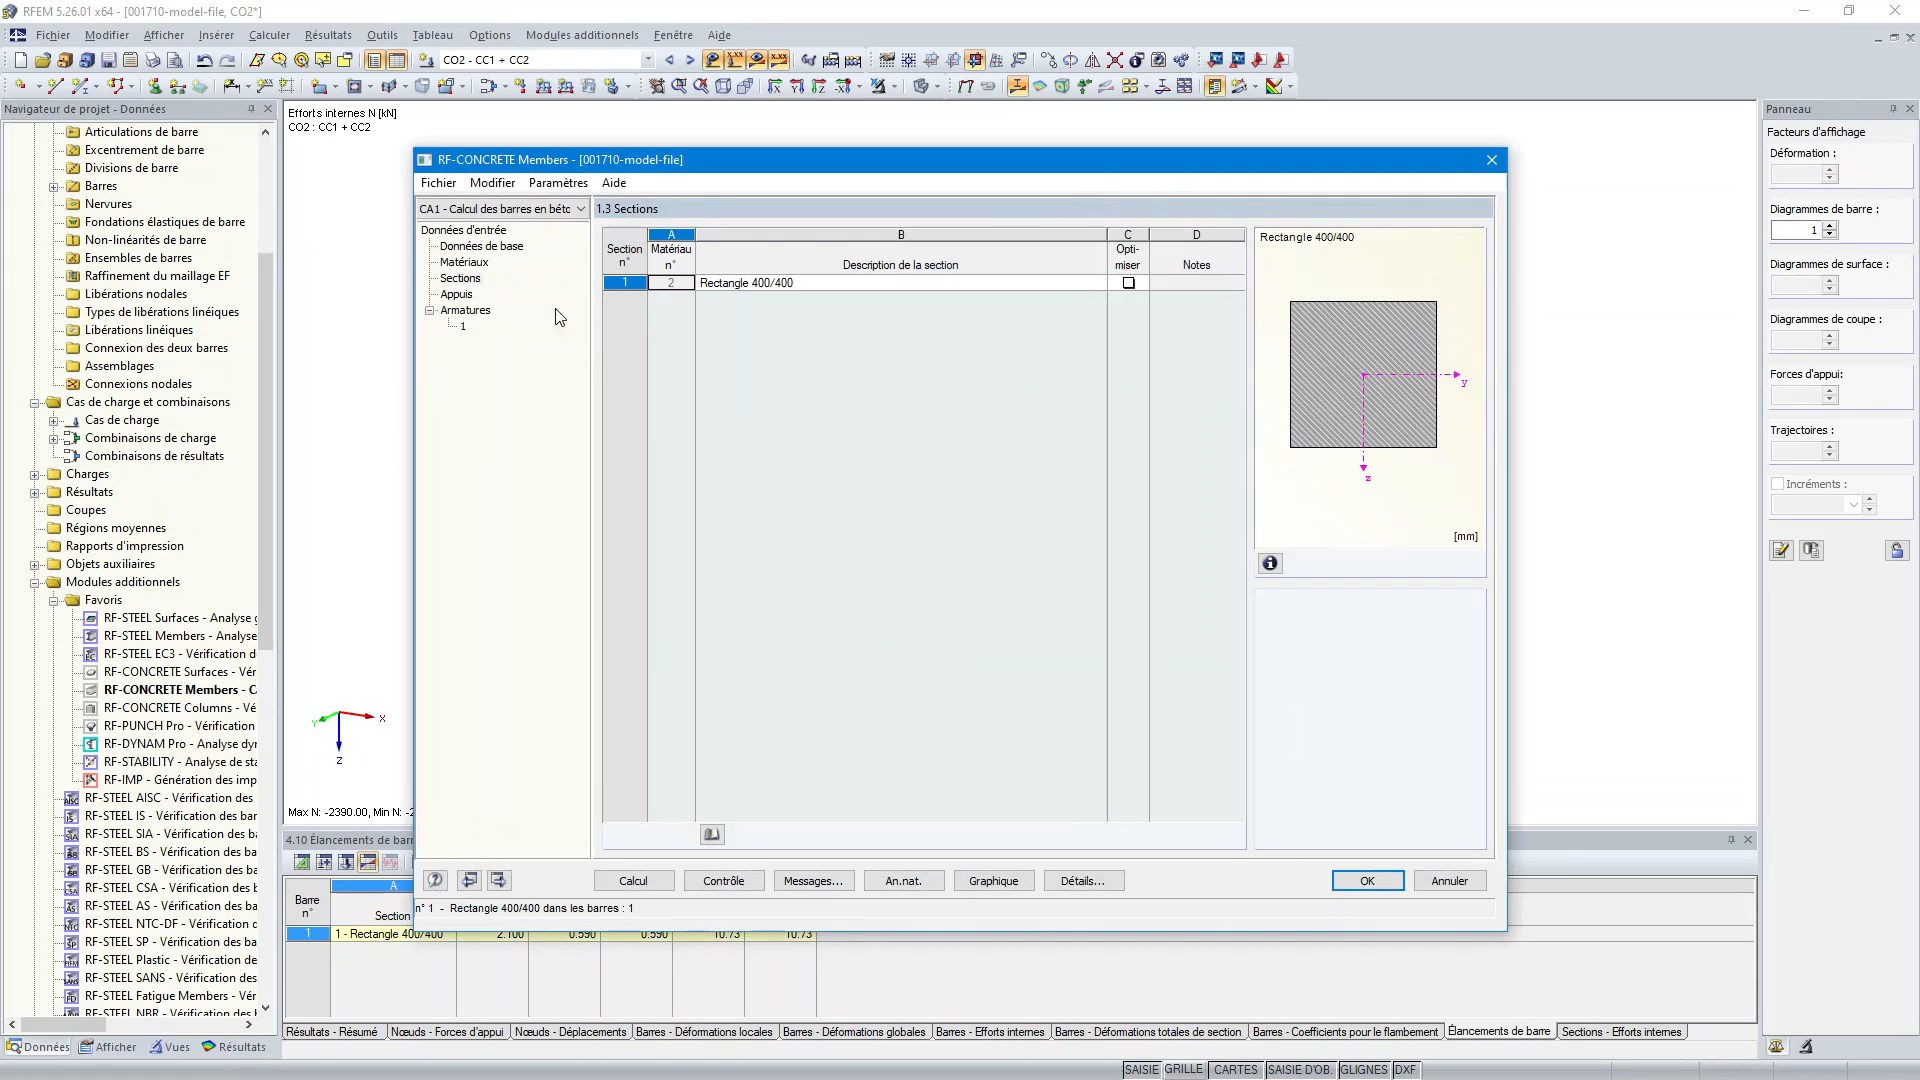 RFEM 5.26.01 x64 - [001710-model-file, CO2*]
Fichier Modifier Afficher Insérer Calculer Résultats Outils Tableau Options Modules additionnels Fenêtre Aide
CO2 - CC1 + CC2
Navigateur de projet - Données
Articulations de barre
Excentrement de barre
Divisions de barre
Barres
Nervures
Fondations élastiques de barre
Non-linéarités de barre
Ensembles de barre
Raffinement du maillage EF
Libérations nodales
Types de libérations linéiques
Libérations linéiques
Connexion des deux barres
Assemblages
Connexions nodales
Cas de charge et combinaisons
Cas de charge
Combinaisons de charge
Combinaisons de résultats
Charges
Résultats
Coupes
Régions moyennes
Rapports d'impression
Objets auxiliaires
Modules additionnels
Favoris
RF-STEEL Surfaces - Analyse
RF-STEEL Members - Analyse
RF-STEEL EC3 - Vérification d
RF-CONCRETE Surfaces - Vér
RF-CONCRETE Members - C
RF-CONCRETE Columns - Vé
RF-PUNCH Pro - Vérification
RF-DYNAM Pro - Analyse dyr
RF-STABILITY - Analyse de sta
RF-IMP - Génération des imp
RF-STEEL AISC - Vérification des
RF-STEEL IS - Vérification des bar
RF-STEEL SIA - Vérification des b
RF-STEEL BS - Vérification des ba
RF-STEEL GB - Vérification des ba
RF-STEEL CSA - Vérification des b
RF-STEEL AS - Vérification des ba
RF-STEEL NTC-DF - Vérification d
RF-STEEL SP - Vérification des ba
RF-STEEL Plastic - Vérification de
RF-STEEL SANS - Vérification des
RF-STEEL Fatigue Members - Vér
RF-STEEL NBR - Vérification des l
Données Afficher Vues Résultats
Efforts internes N [kN]
CO2 : CC1 + CC2
X
Y
Z
Max N: -2390.00, Min N: -2
RF-CONCRETE Members - [001710-model-file]
Fichier Modifier Paramètres Aide
CA1 - Calcul des barres en béto
Données d'entrée
Données de base
Matériaux
Sections
Appuis
Armatures
1
1.3 Sections
A B C D
Section n° Matériau n° Description de la section Opti- miser Notes
1 2 Rectangle 400/400
Rectangle 400/400
y
z
[mm]
Calcul Contrôle Messages... An.nat. Graphique Détails... OK Annuler
n° 1 - Rectangle 400/400 dans les barres : 1
4.10 Élancements de barr
A
Barre n° Section
1 1 - Rectangle 400/400 2.100 0.590 0.590 10.73 10.73
Résultats - Résumé Nœuds - Forces d'appui Nœuds - Déplacements Barres - Déformations locales Barres - Déformations globales Barres - Efforts internes Barres - Déformations totales de section Barres - Coefficients pour le flambement Élancements de barre Sections - Efforts internes
Panneau
Facteurs d'affichage
Déformation :
Diagrammes de barre :
1
Diagrammes de surface :
Diagrammes de coupe :
Forces d'appui:
Trajectoires :
Incréments :
SAISIE GRILLE CARTES SAISIE D'OB. GLIGNES DXF